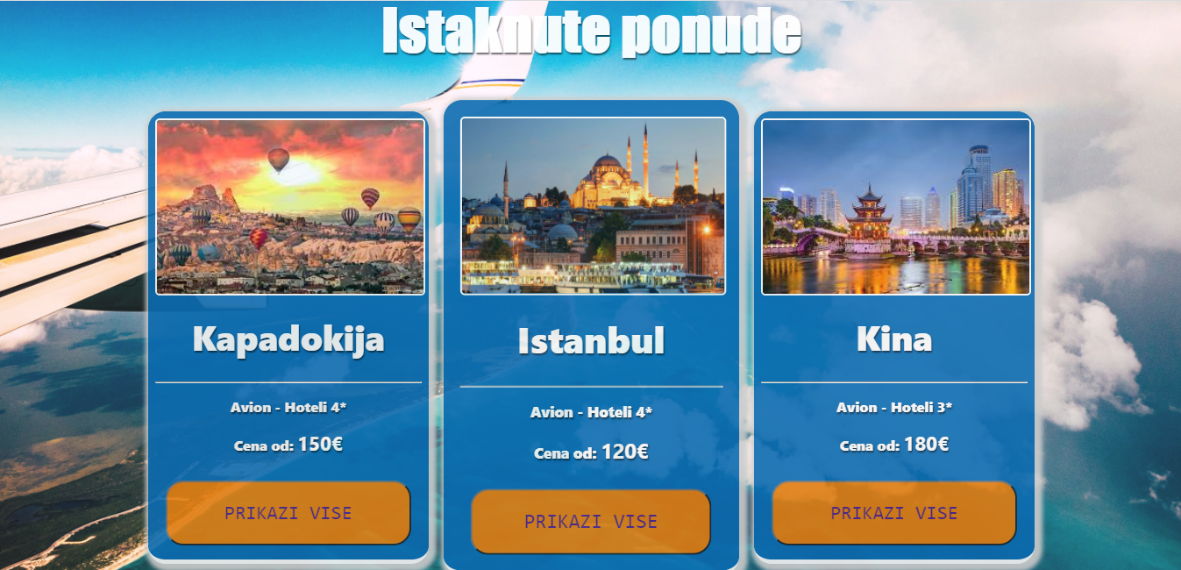 Istaknute ponude
Kapadokija
Avion - Hoteli 4*
Cena od: 150€
PRIKAZI VISE
Istanbul
Avion - Hoteli 4*
Cena od: 120€
PRIKAZI VISE
Kina
Avion - Hoteli 3*
Cena od: 180€
PRIKAZI VISE